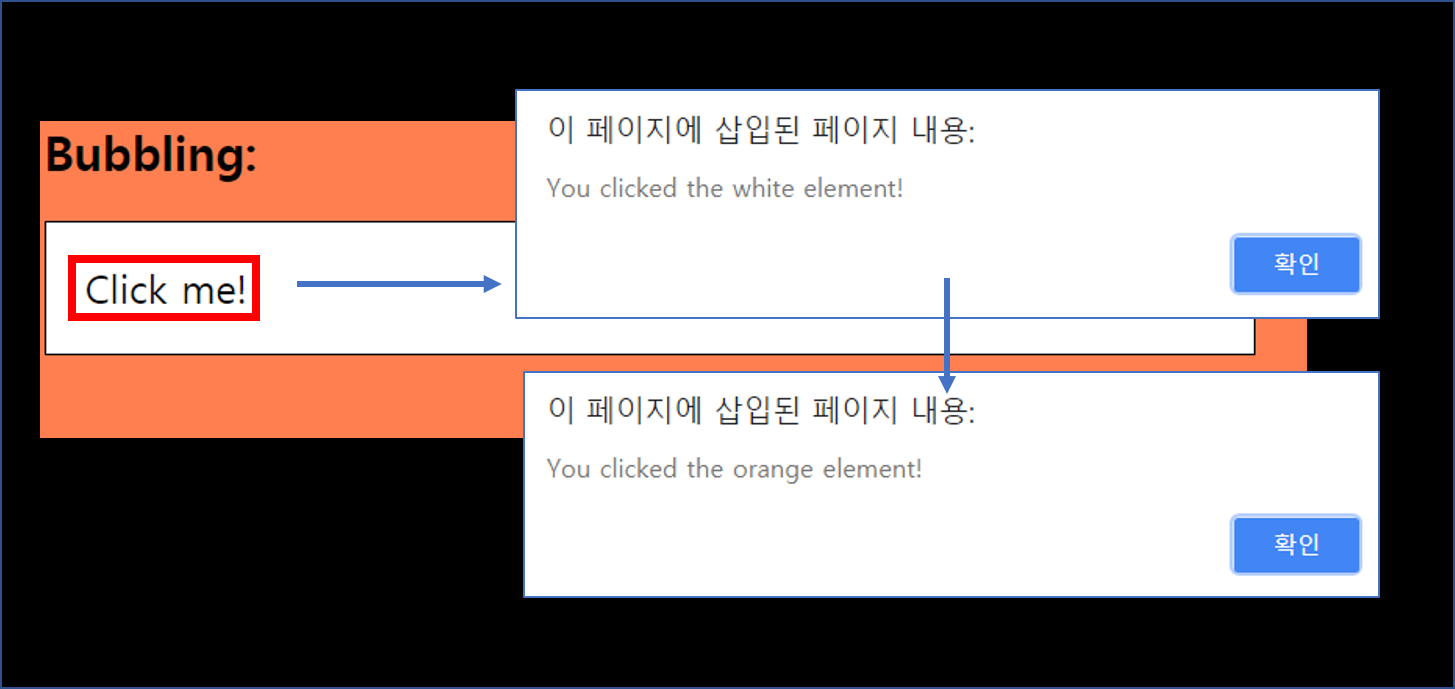 Bubbling:
Click me!
이 페이지에 삽입된 페이지 내용:
You clicked the white element!
확인
이 페이지에 삽입된 페이지 내용:
You clicked the orange element!
확인